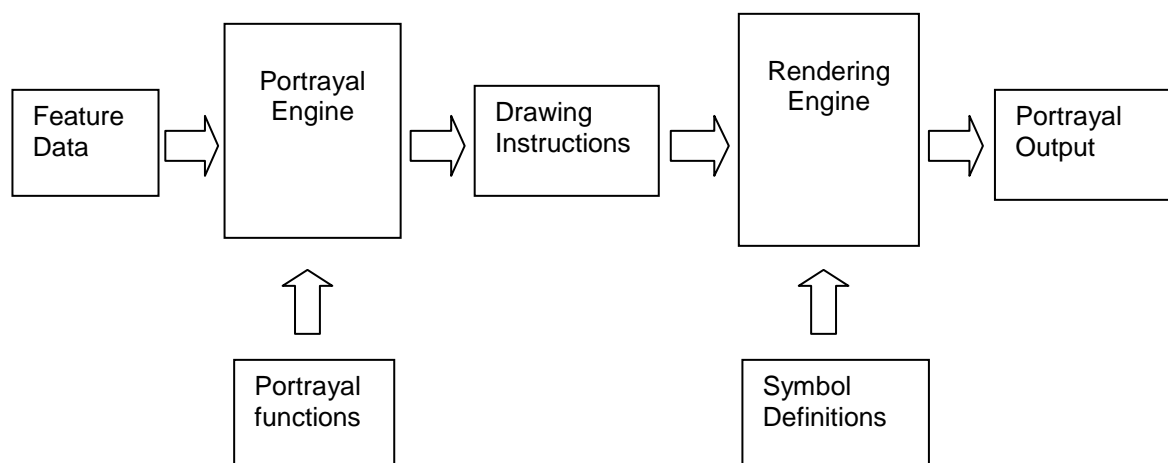 Feature
Data
Portrayal
Engine
Drawing
Instructions
Rendering
Engine
Portrayal
Output
Portrayal
functions
Symbol
Definitions